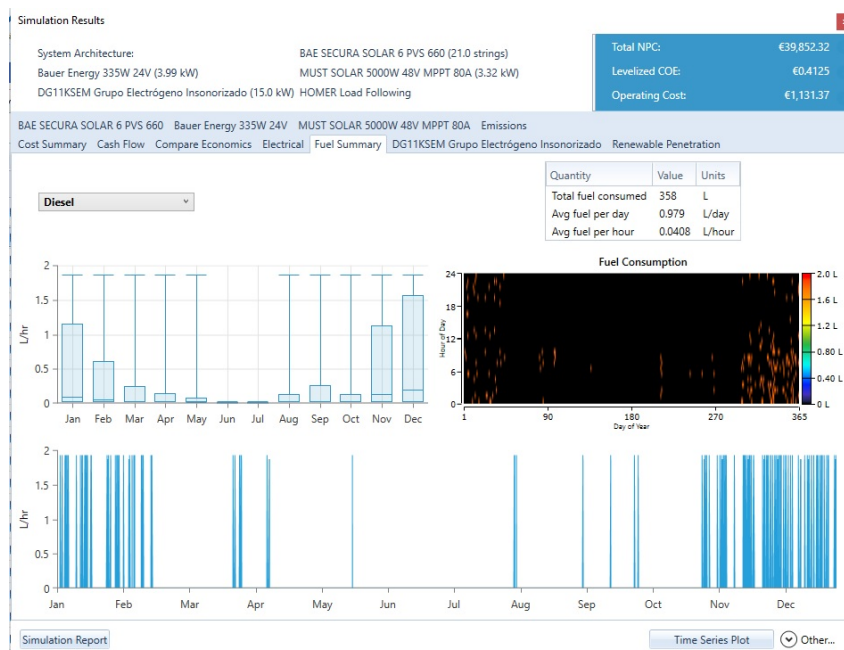 Simulation Results
System Architecture: BAE SECURA SOLAR 6 PVS 660 (21.0 strings)
Bauer Energy 335W 24V (3.99 kW) MUST SOLAR 5000W 48V MPPT 80A (3.32 kW)
DG11KSEM Grupo Electrógeno Insonorizado (15.0 kW) HOMER Load Following
Total NPC: €39,852.32
Levelized COE: €0.4125
Operating Cost: €1,131.37
BAE SECURA SOLAR 6 PVS 660 Bauer Energy 335W 24V MUST SOLAR 5000W 48V MPPT 80A Emissions
Cost Summary Cash Flow Compare Economics Electrical Fuel Summary DG11KSEM Grupo Electrógeno Insonorizado Renewable Penetration
Diesel
Quantity Value Units
Total fuel consumed 358 L
Avg fuel per day 0.979 L/day
Avg fuel per hour 0.0408 L/hour
2
1.5
1
0.5
0
L/hr
Jan Feb Mar Apr May Jun Jul Aug Sep Oct Nov Dec
Fuel Consumption
24
18
12
6
0
Hour of Day
1 90 180 270 365
Day of Year
2.0 L
1.6 L
1.2 L
0.80 L
0.40 L
0 L
2
1.5
1
0.5
0
L/hr
Jan Feb Mar Apr May Jun Jul Aug Sep Oct Nov Dec
Simulation Report Time Series Plot Other...